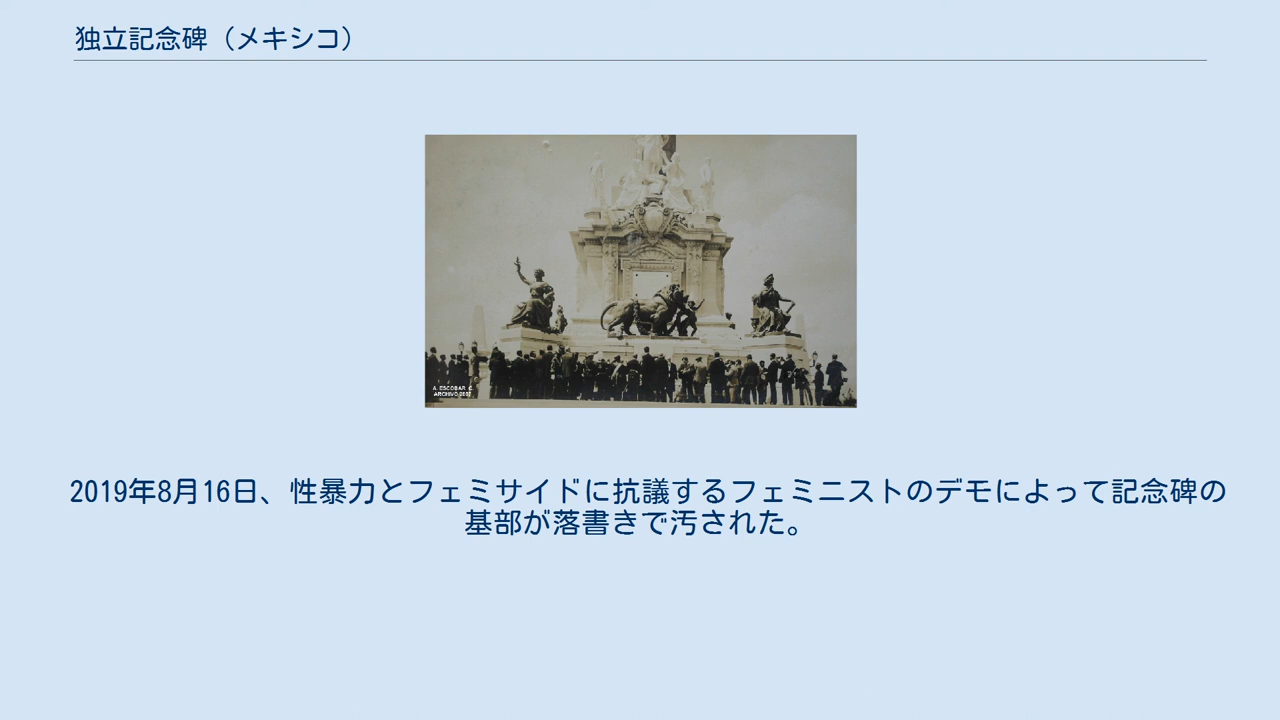 独立記念碑（メキシコ）
A. ESCOBAR. C.
ARCHIVO 2007
2019年8月16日、性暴力とフェミサイドに抗議するフェミニストのデモによって記念碑の
基部が落書きで汚された。